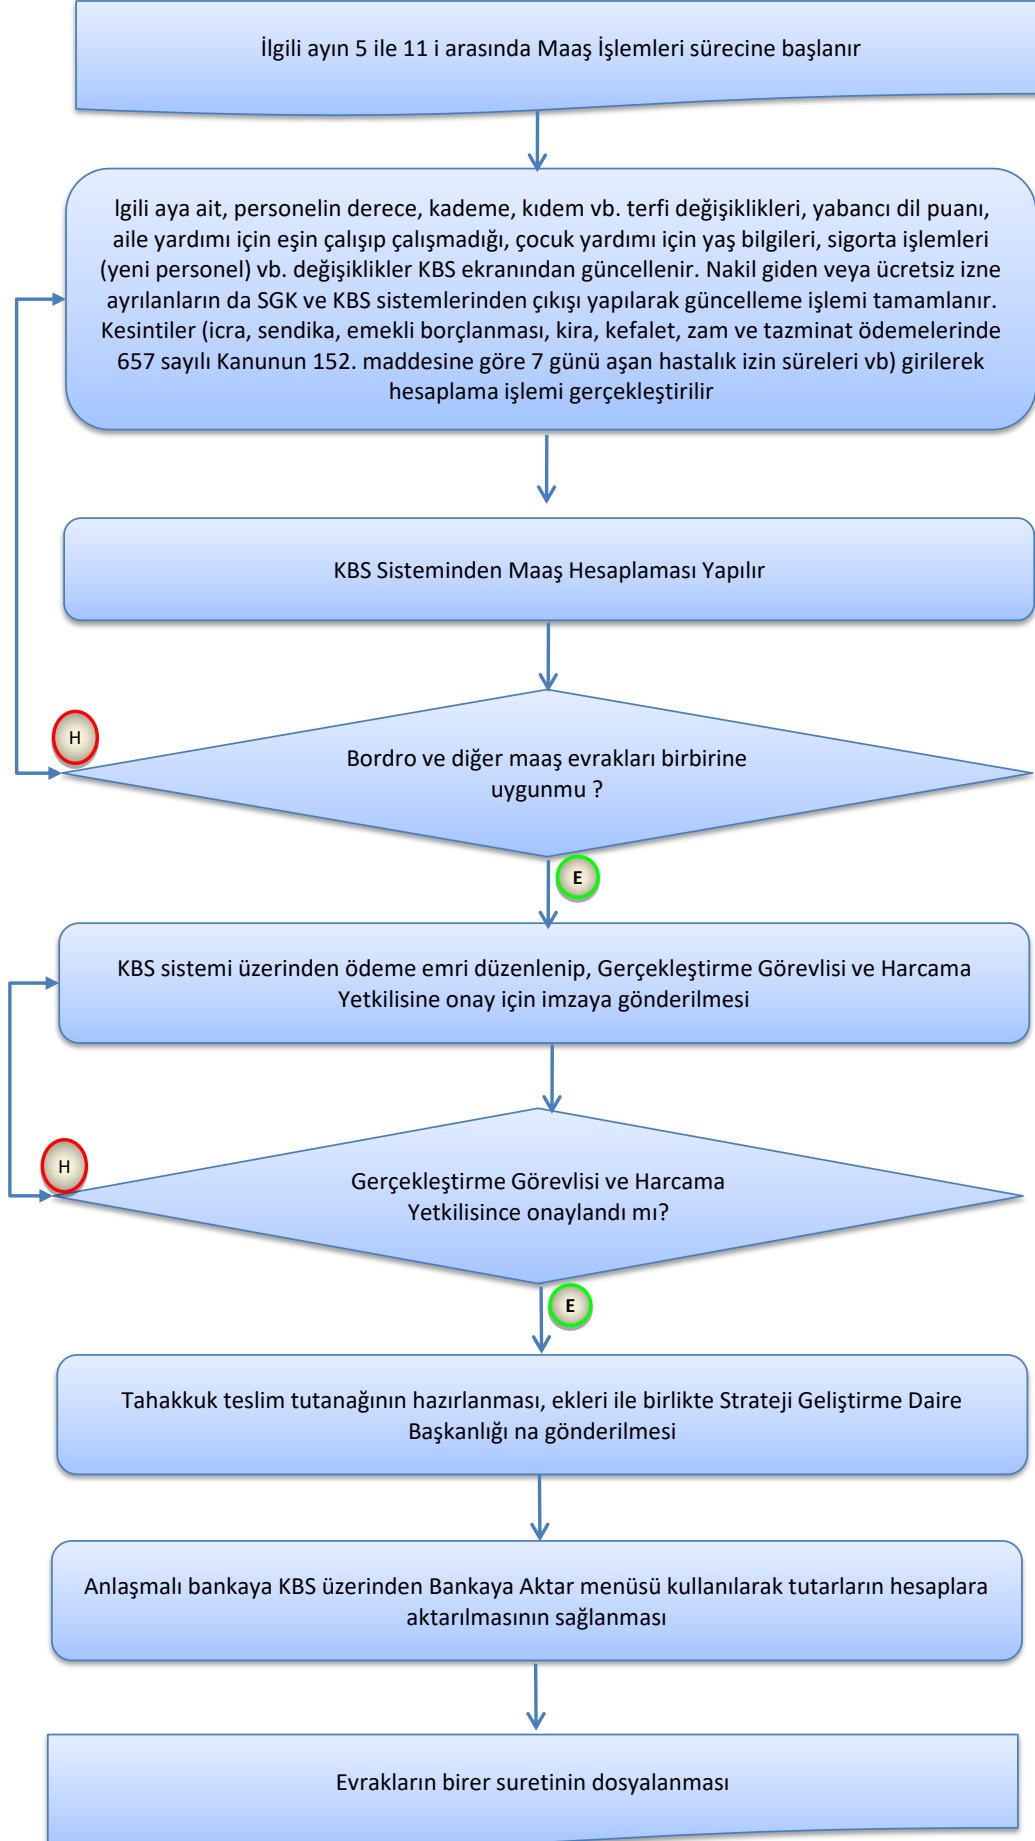 İlgili ayın 5 ile 11 i arasında Maaş İşlemleri sürecine başlanır
lgili aya ait, personelin derece, kademe, kıdem vb. terfi değişiklikleri, yabancı dil puanı,
aile yardımı için eşin çalışıp çalışmadığı, çocuk yardımı için yaş bilgileri, sigorta işlemleri
(yeni personel) vb. değişiklikler KBS ekranından güncellenir. Nakil giden veya ücretsiz izne
ayrılanların da SGK ve KBS sistemlerinden çıkışı yapılarak güncelleme işlemi tamamlanır.
Kesintiler (icra, sendika, emekli borçlanması, kira, kefalet, zam ve tazminat ödemelerinde
657 sayılı Kanunun 152. maddesine göre 7 günü aşan hastalık izin süreleri vb) girilerek
hesaplama işlemi gerçekleştirilir
KBS Sisteminden Maaş Hesaplaması Yapılır
H
Bordro ve diğer maaş evrakları birbirine
uygunmu ?
E
KBS sistemi üzerinden ödeme emri düzenlenip, Gerçekleştirme Görevlisi ve Harcama
Yetkilisine onay için imzaya gönderilmesi
H
Gerçekleştirme Görevlisi ve Harcama
Yetkilisince onaylandı mı?
E
Tahakkuk teslim tutanağının hazırlanması, ekleri ile birlikte Strateji Geliştirme Daire
Başkanlığı na gönderilmesi
Anlaşmalı bankaya KBS üzerinden Bankaya Aktar menüsü kullanılarak tutarların hesaplara
aktarılmasının sağlanması
Evrakların birer suretinin dosyalanması